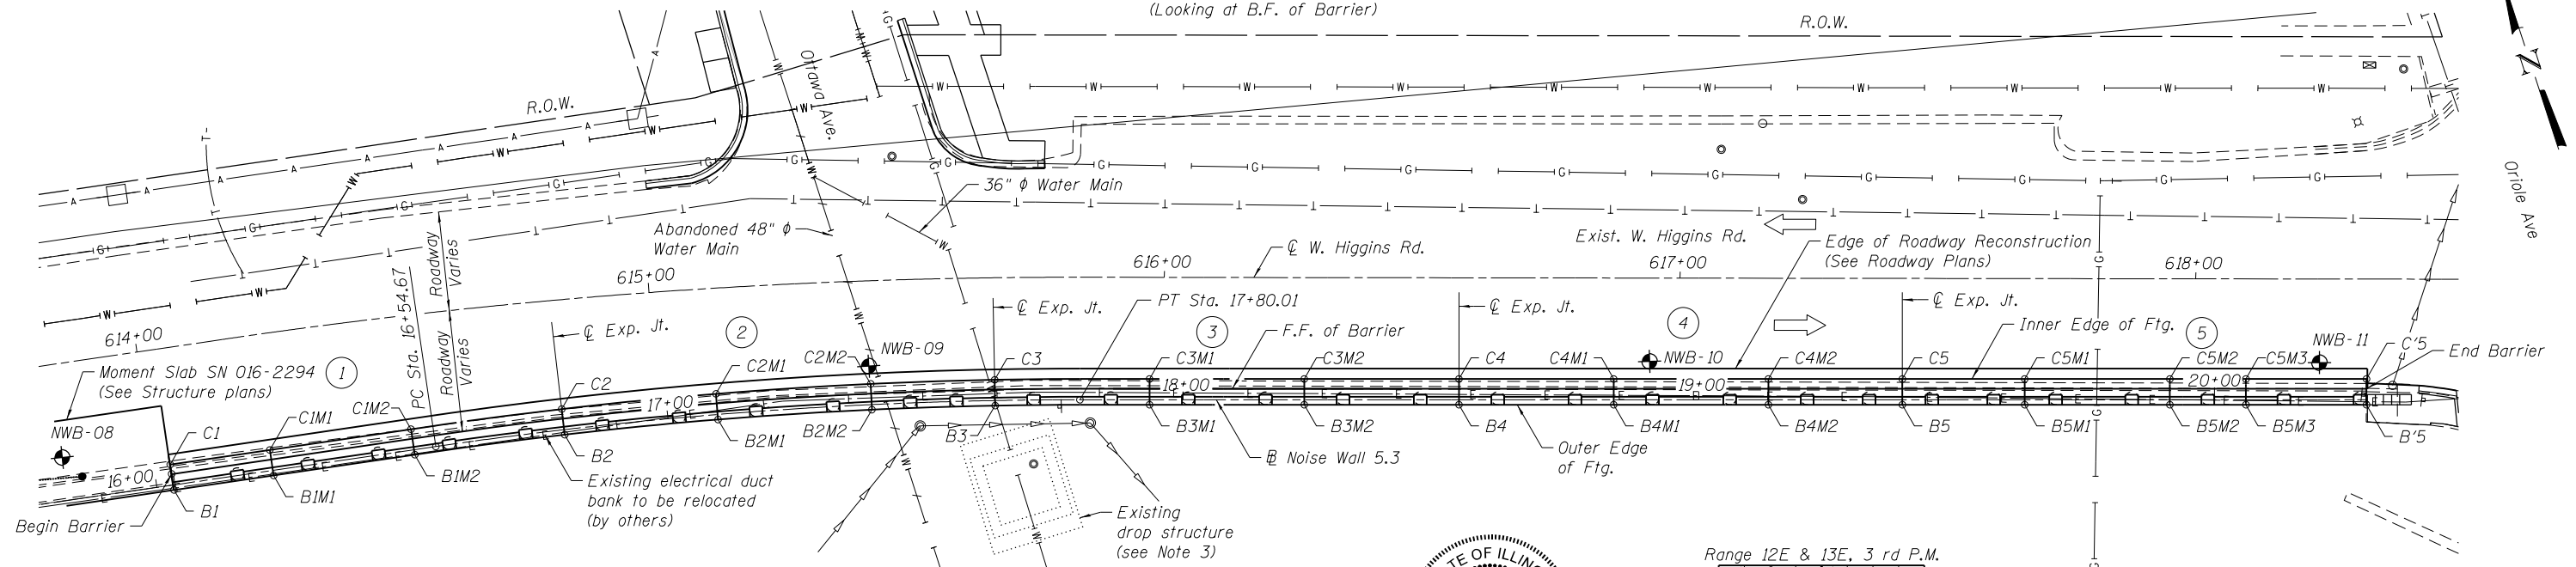 (Looking at B.F. of Barrier)
R.O.W.
R.O.W.
Ottawa Ave.
N
Oriole Ave
36" ϕ Water Main
Abandoned 48" ϕ
Water Main
Roadway
Varies
Roadway
Varies
PC Sta. 16+54.67
℄ W. Higgins Rd.
Exist. W. Higgins Rd.
Edge of Roadway Reconstruction
(See Roadway Plans)
614+00
615+00
616+00
617+00
618+00
℄ Exp. Jt.
℄ Exp. Jt.
℄ Exp. Jt.
℄ Exp. Jt.
PT Sta. 17+80.01
F.F. of Barrier
Inner Edge of Ftg.
1
2
3
4
5
Moment Slab SN 016-2294
(See Structure plans)
NWB-08
NWB-09
NWB-10
NWB-11
C1
C1M1
C1M2
C2
C2M1
C2M2
C3
C3M1
C3M2
C4
C4M1
C4M2
C5
C5M1
C5M2
C5M3
C'5
End Barrier
16+00
17+00
18+00
19+00
20+00
Begin Barrier
B1
B1M1
B1M2
B2
B2M1
B2M2
B3
B3M1
B3M2
B4
B4M1
B4M2
B5
B5M1
B5M2
B5M3
B'5
Existing electrical duct
bank to be relocated
(by others)
Existing
drop structure
(see Note 3)
Noise Wall 5.3
Outer Edge
of Ftg.
TE OF ILLIN
Range 12E & 13E, 3 rd P.M.